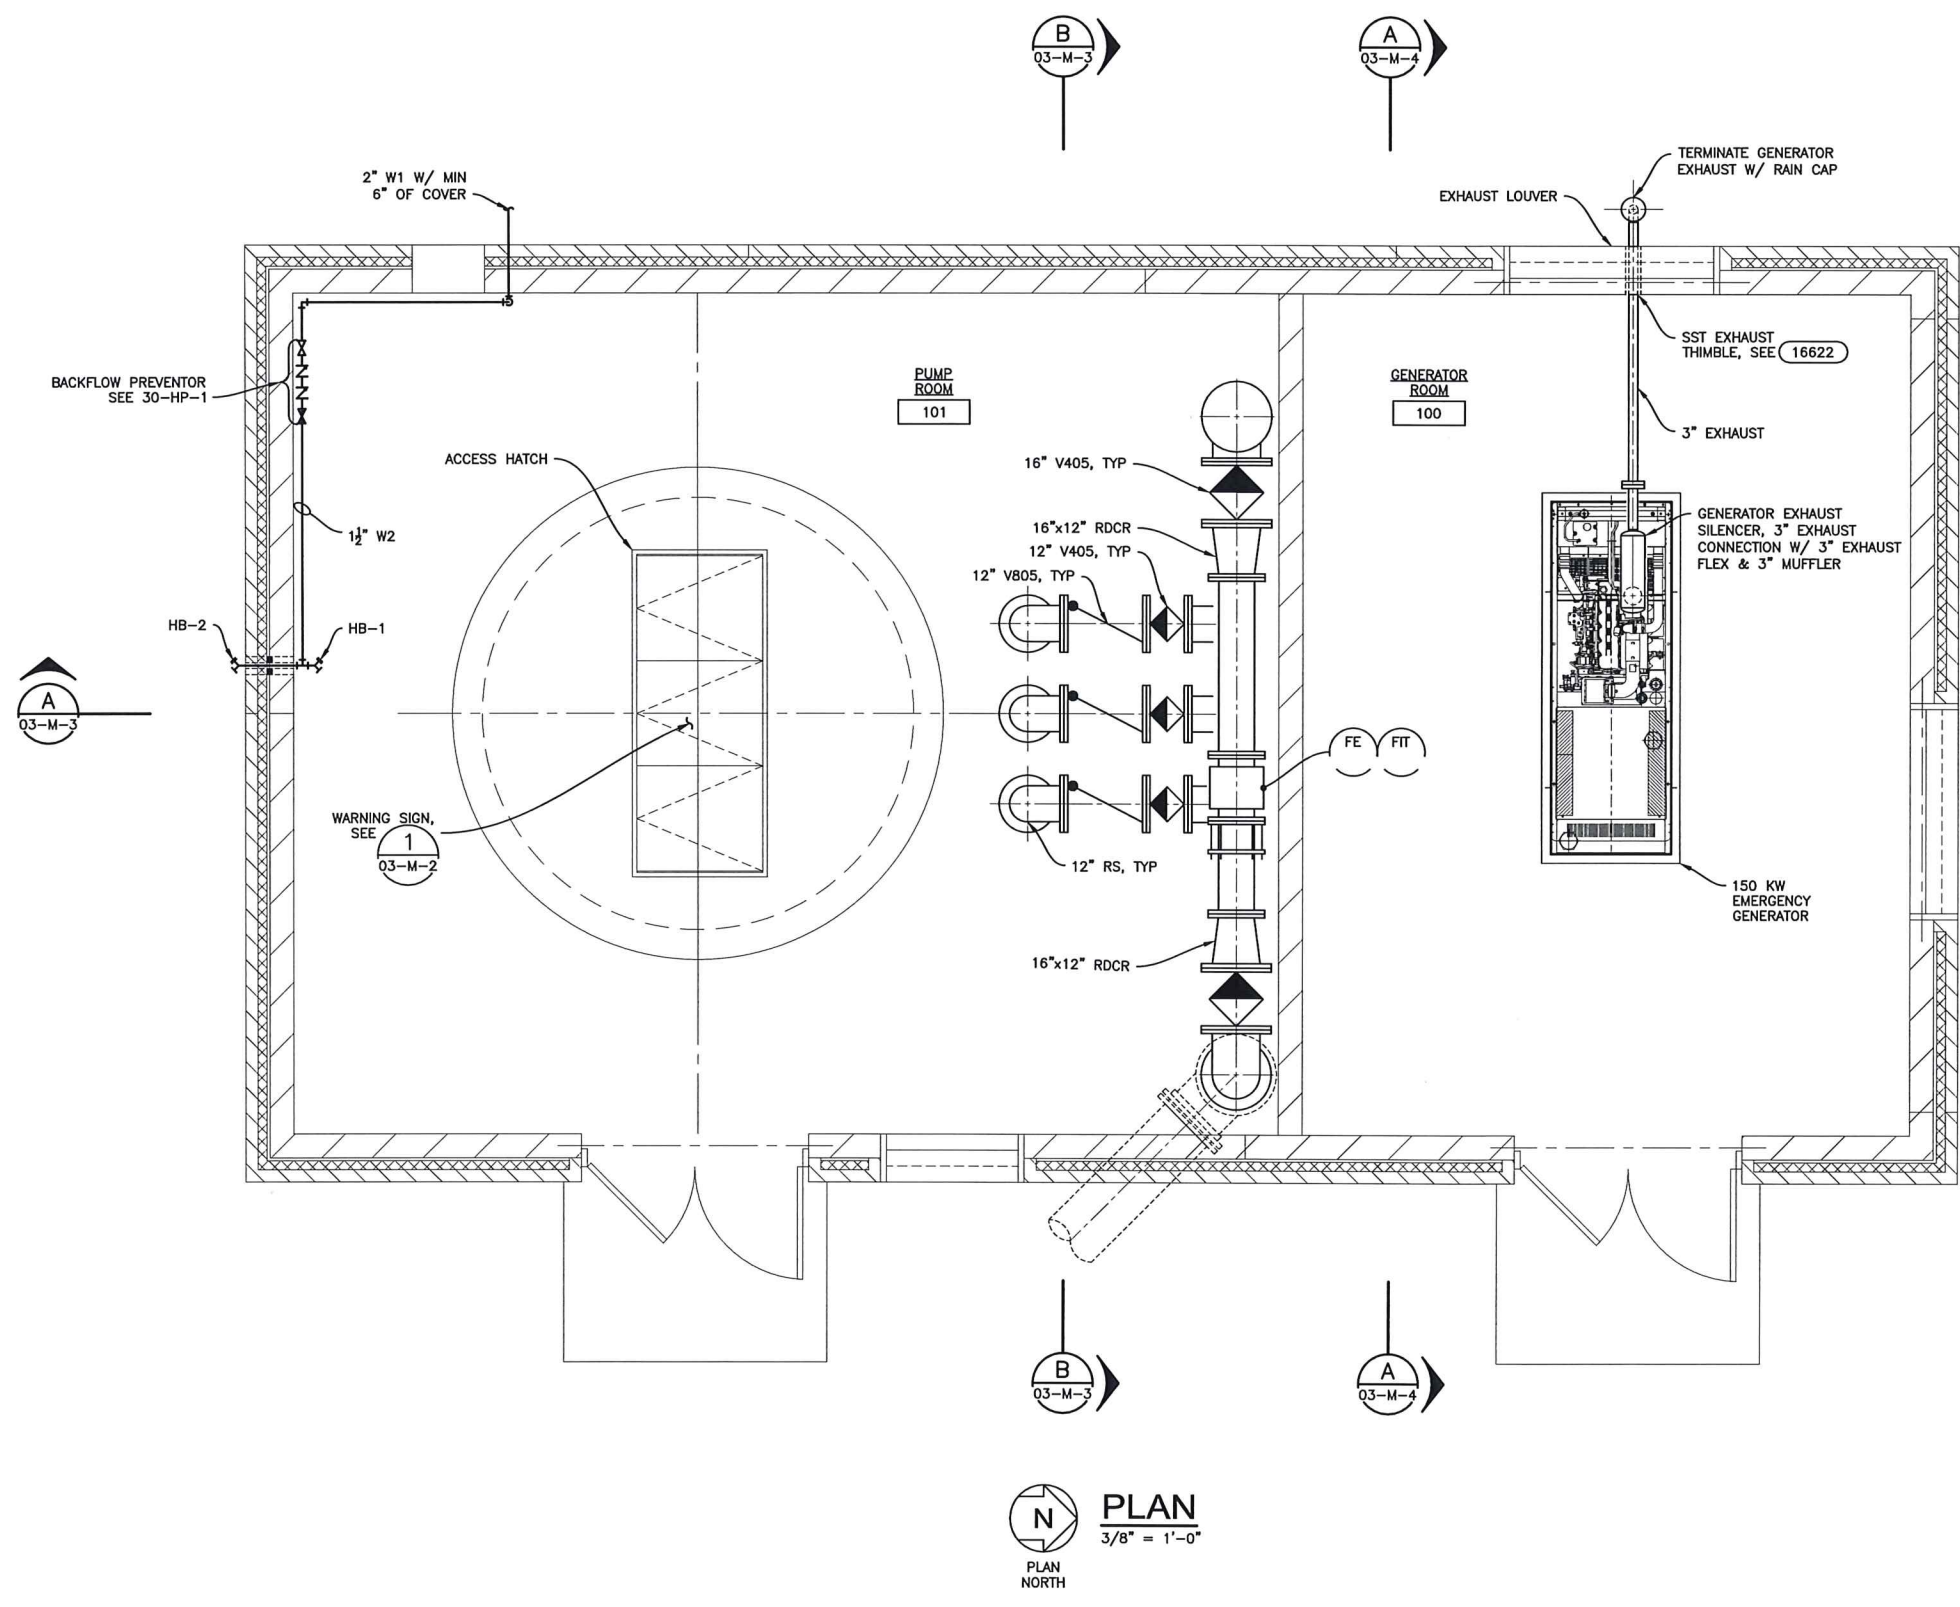 B
03-M-3
A
03-M-4
TERMINATE GENERATOR
EXHAUST W/ RAIN CAP
2" W1 W/ MIN
6" OF COVER
EXHAUST LOUVER
SST EXHAUST
THIMBLE, SEE 16622
BACKFLOW PREVENTOR
SEE 30-HP-1
PUMP
ROOM
101
GENERATOR
ROOM
100
3" EXHAUST
ACCESS HATCH
16" V405, TYP
1½" W2
16"x12" RDCR
12" V405, TYP
12" V805, TYP
GENERATOR EXHAUST
SILENCER, 3" EXHAUST
CONNECTION W/ 3" EXHAUST
FLEX & 3" MUFFLER
HB-2
HB-1
A
03-M-3
FE
FIT
WARNING SIGN,
SEE
1
03-M-2
12" RS, TYP
150 KW
EMERGENCY
GENERATOR
16"x12" RDCR
B
03-M-3
A
03-M-4
N
PLAN
3/8" = 1'-0"
PLAN
NORTH